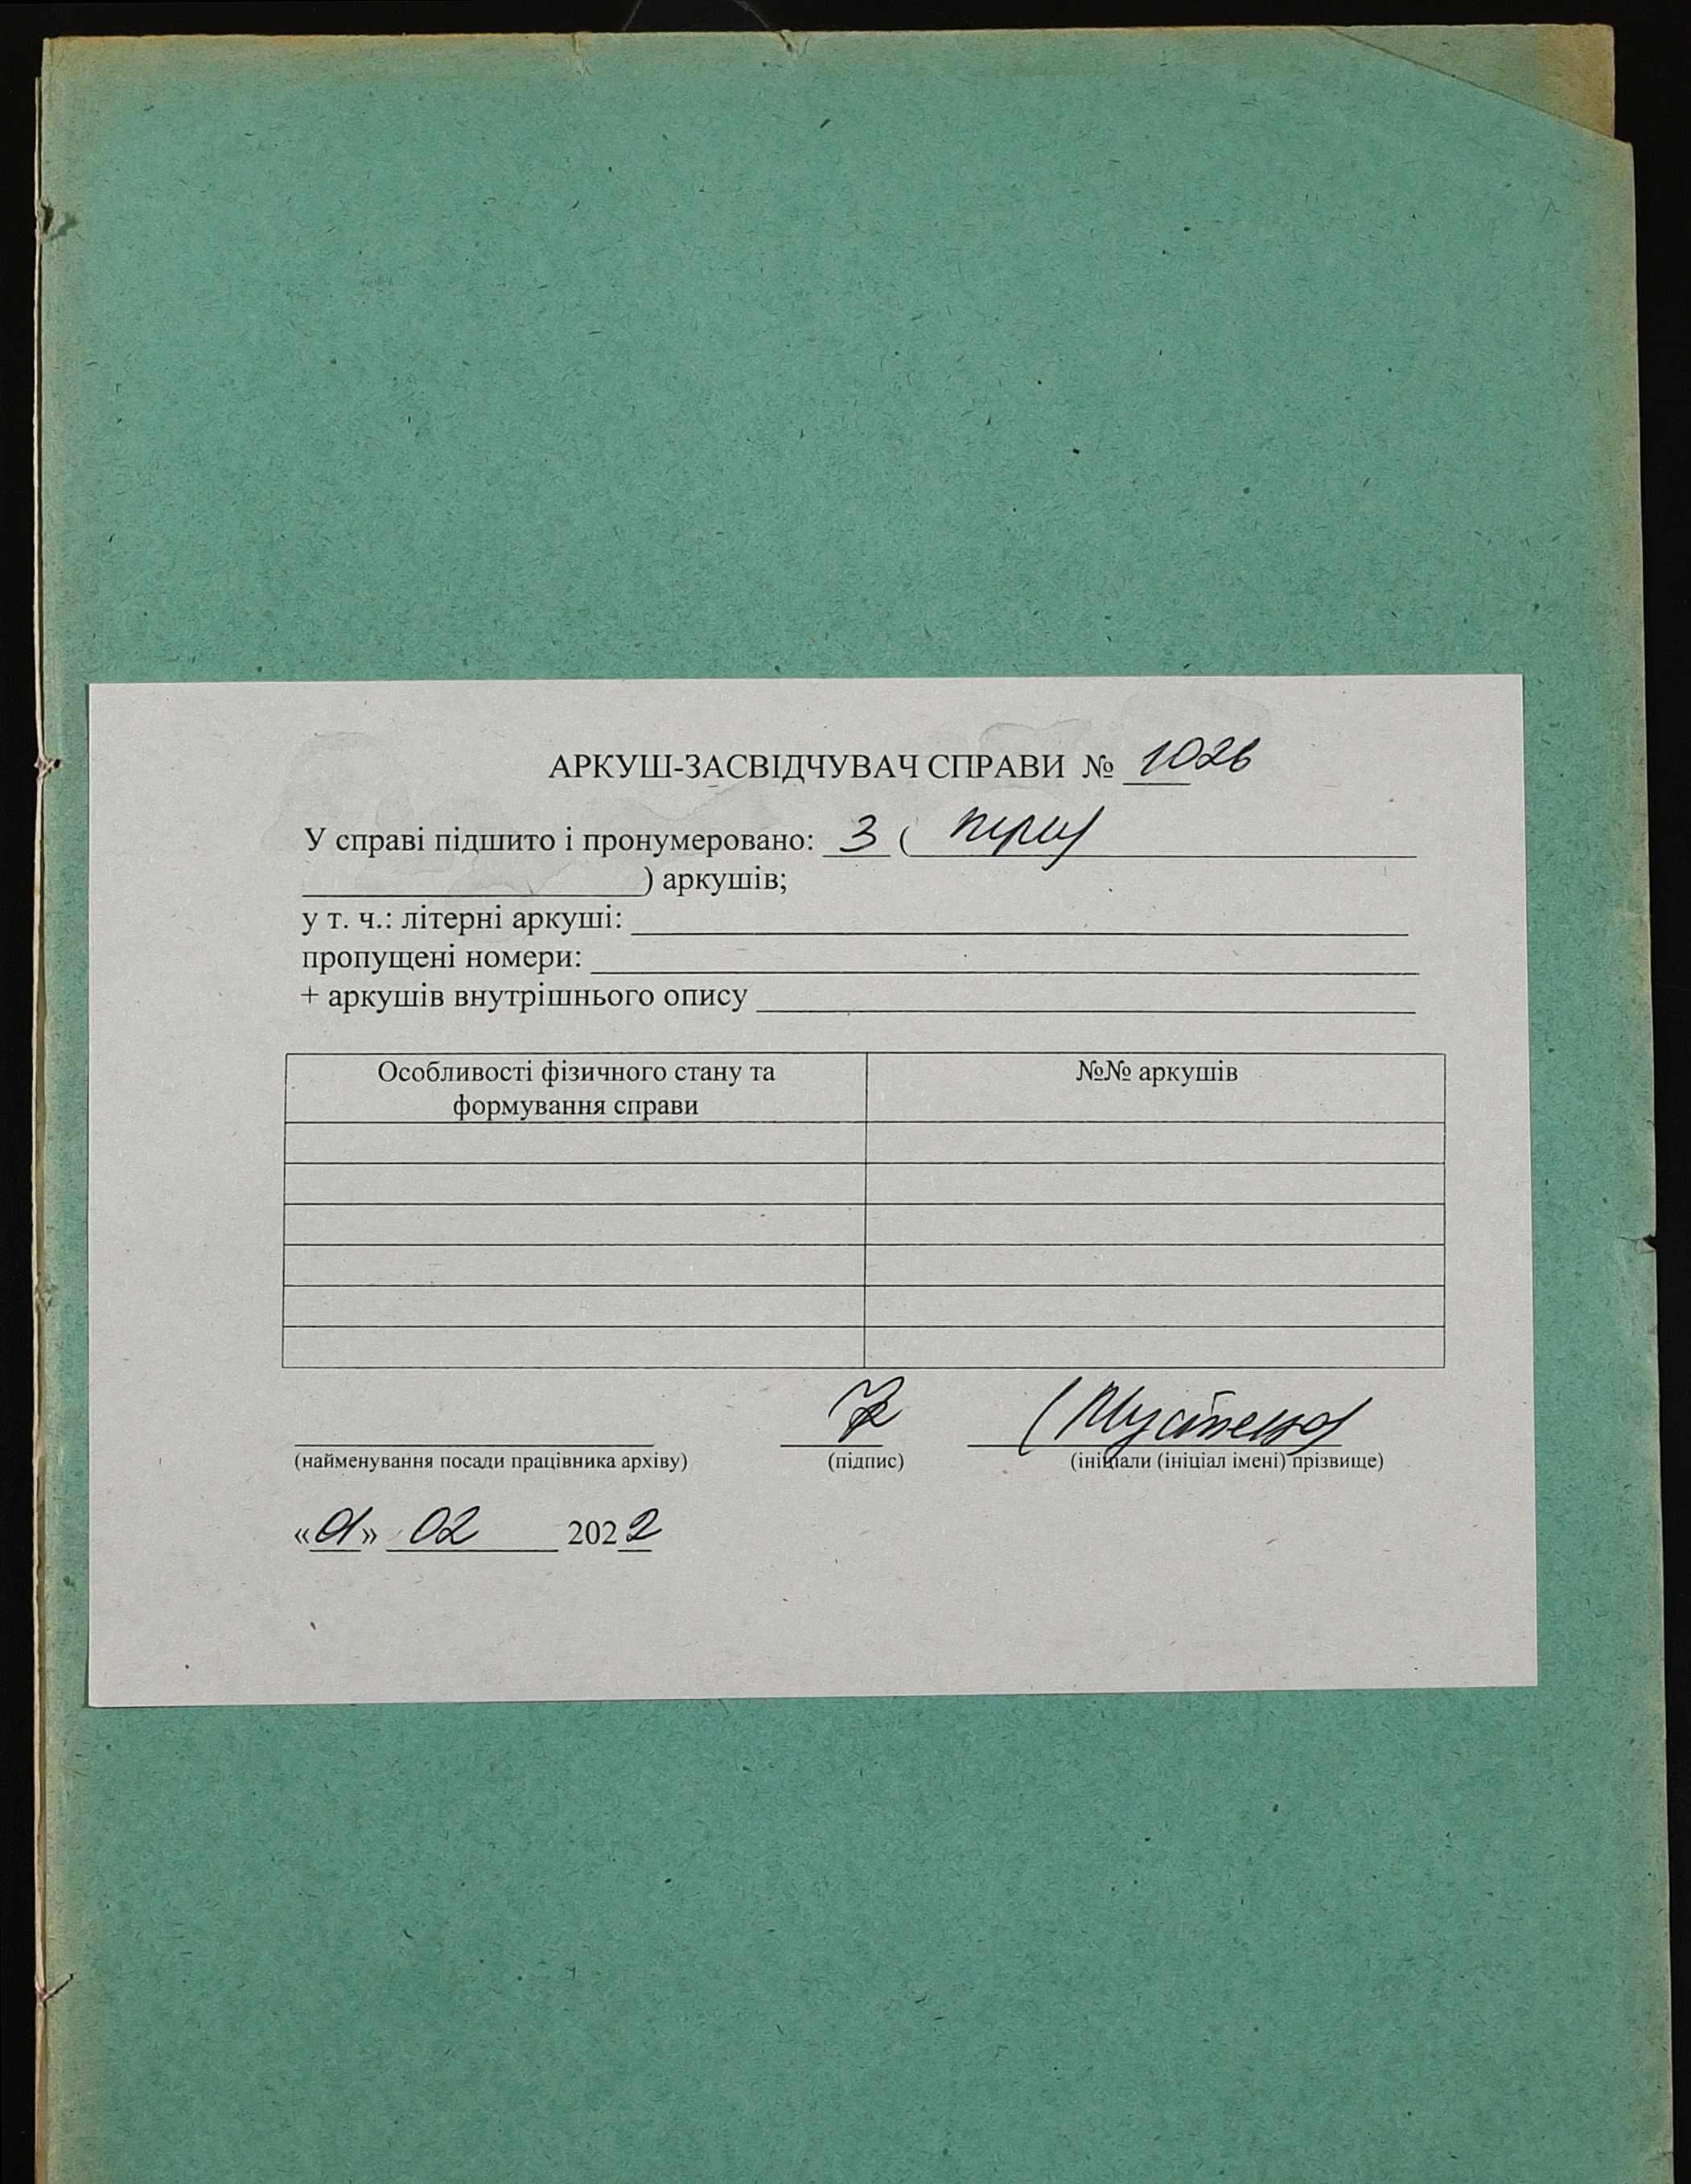 АРКУШ-ЗАСВІДЧУВАЧ СПРАВИ № 1026
У справі підшито і пронумеровано: 3 ( три )
) аркушів;
у т. ч.: літерні аркуші:
пропущені номери:
+ аркушів внутрішнього опису
Особливості фізичного стану та
формування справи
№№ аркушів
(найменування посади працівника архіву)
(підпис)
(ініціали (ініціал імені) прізвище)
«01» 02 2022